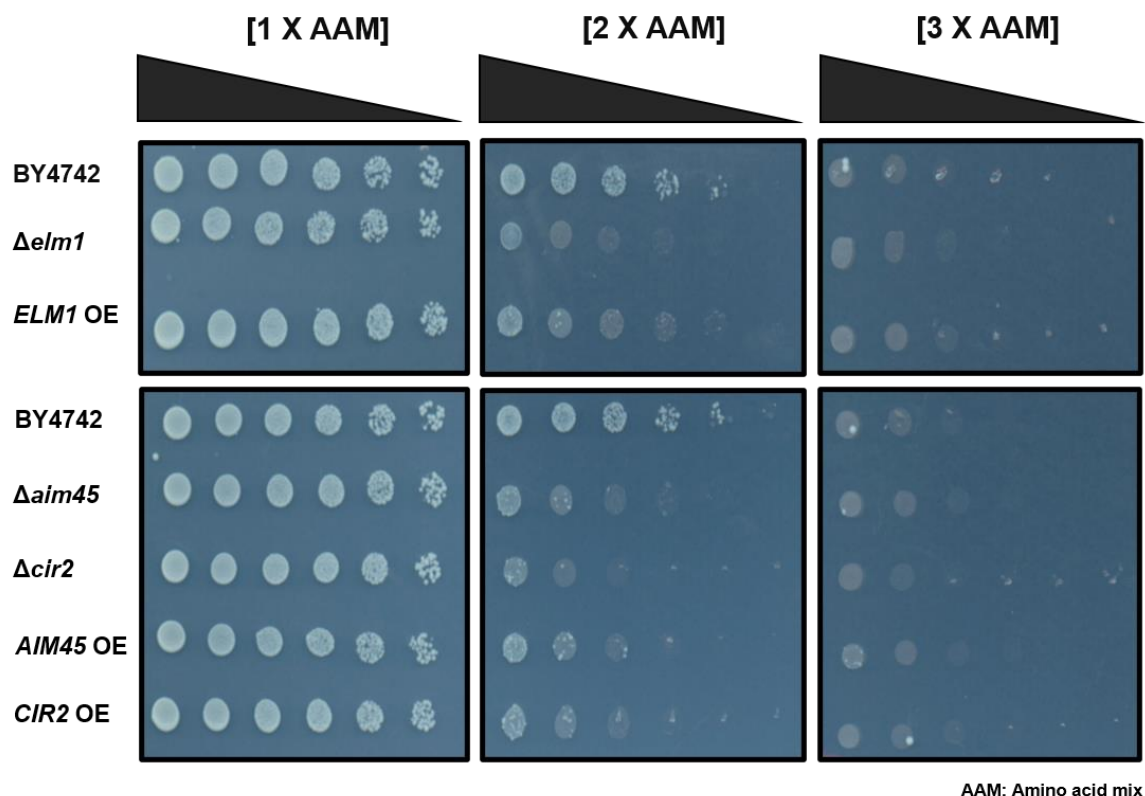 [1 X AAM] [2 X AAM] [3 X AAM]
BY4742
Δelm1
ELM1 OE
BY4742
Δaim45
Δcir2
AIM45 OE
CIR2 OE
AAM: Amino acid mix